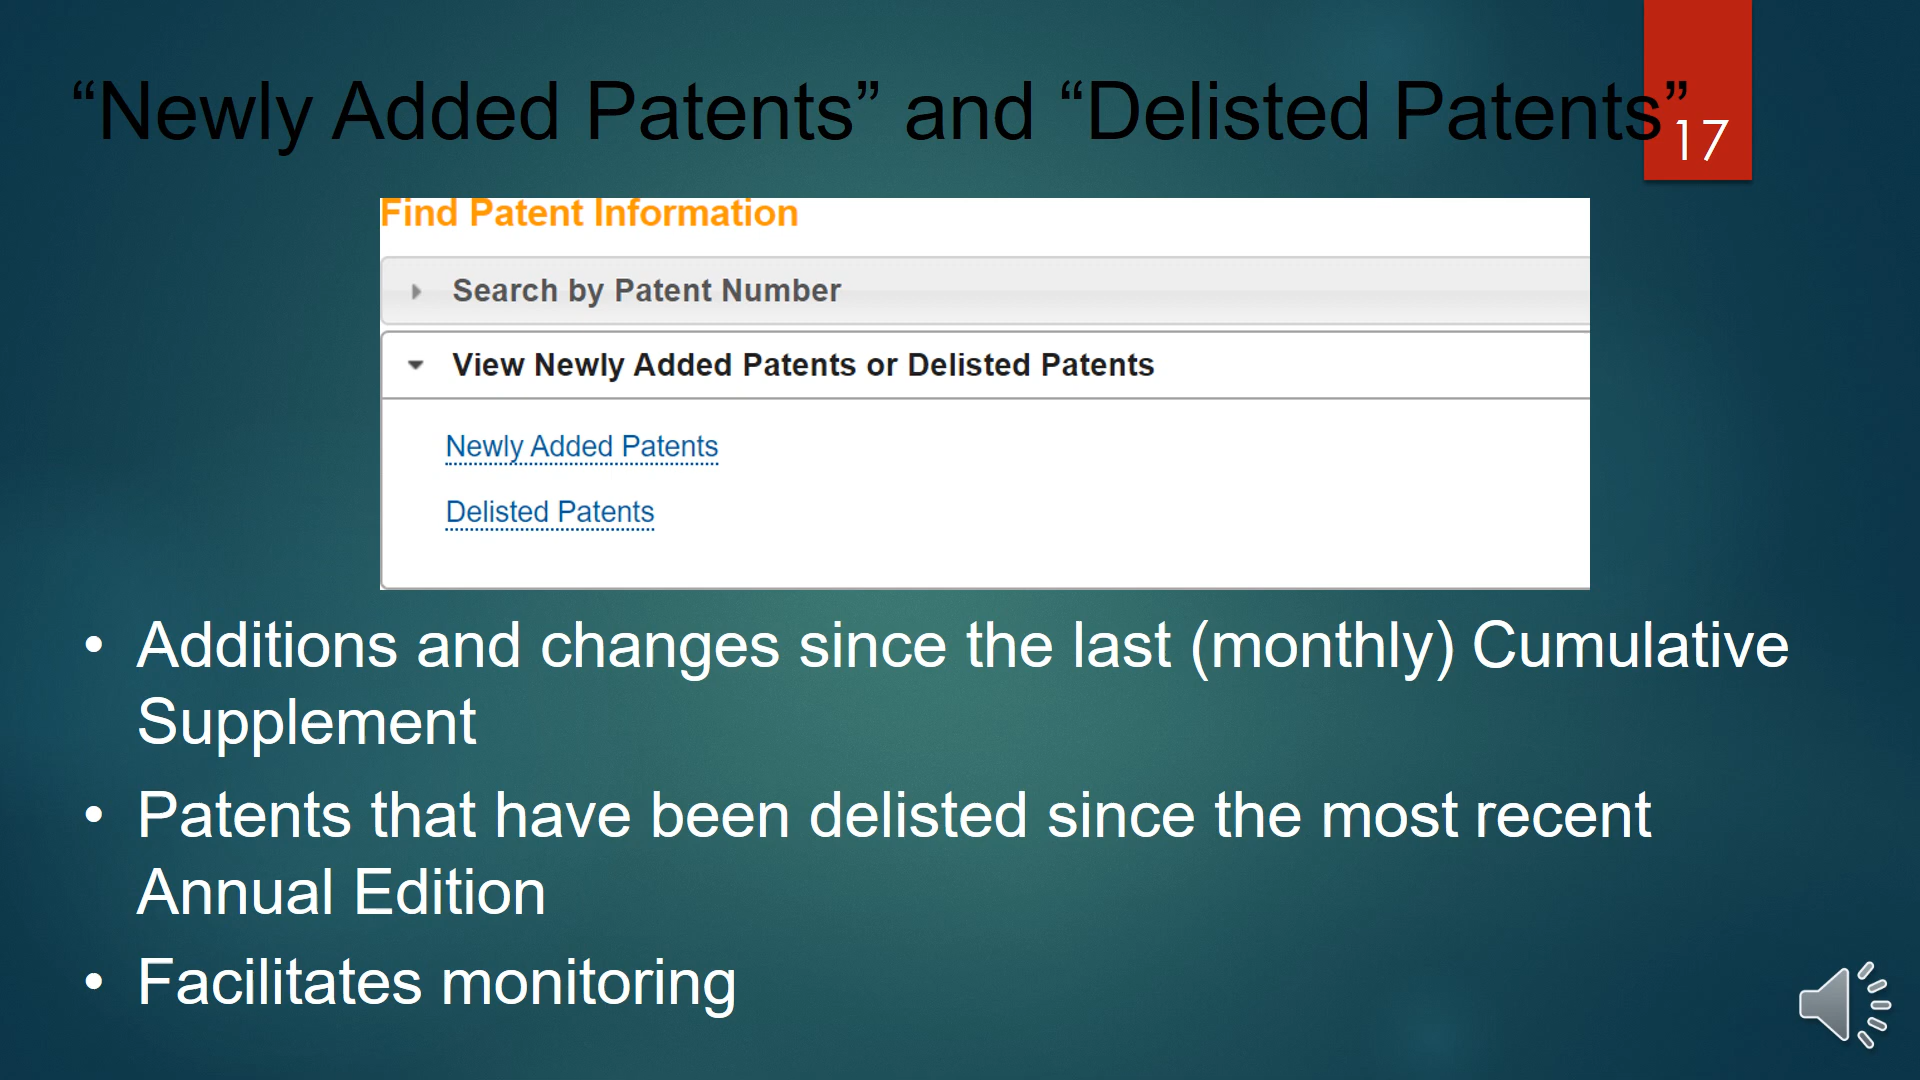 “Newly Added Patents” and “Delisted Patents”
17
Find Patent Information
Search by Patent Number
View Newly Added Patents or Delisted Patents
Newly Added Patents
Delisted Patents
• Additions and changes since the last (monthly) Cumulative
Supplement
• Patents that have been delisted since the most recent
Annual Edition
• Facilitates monitoring